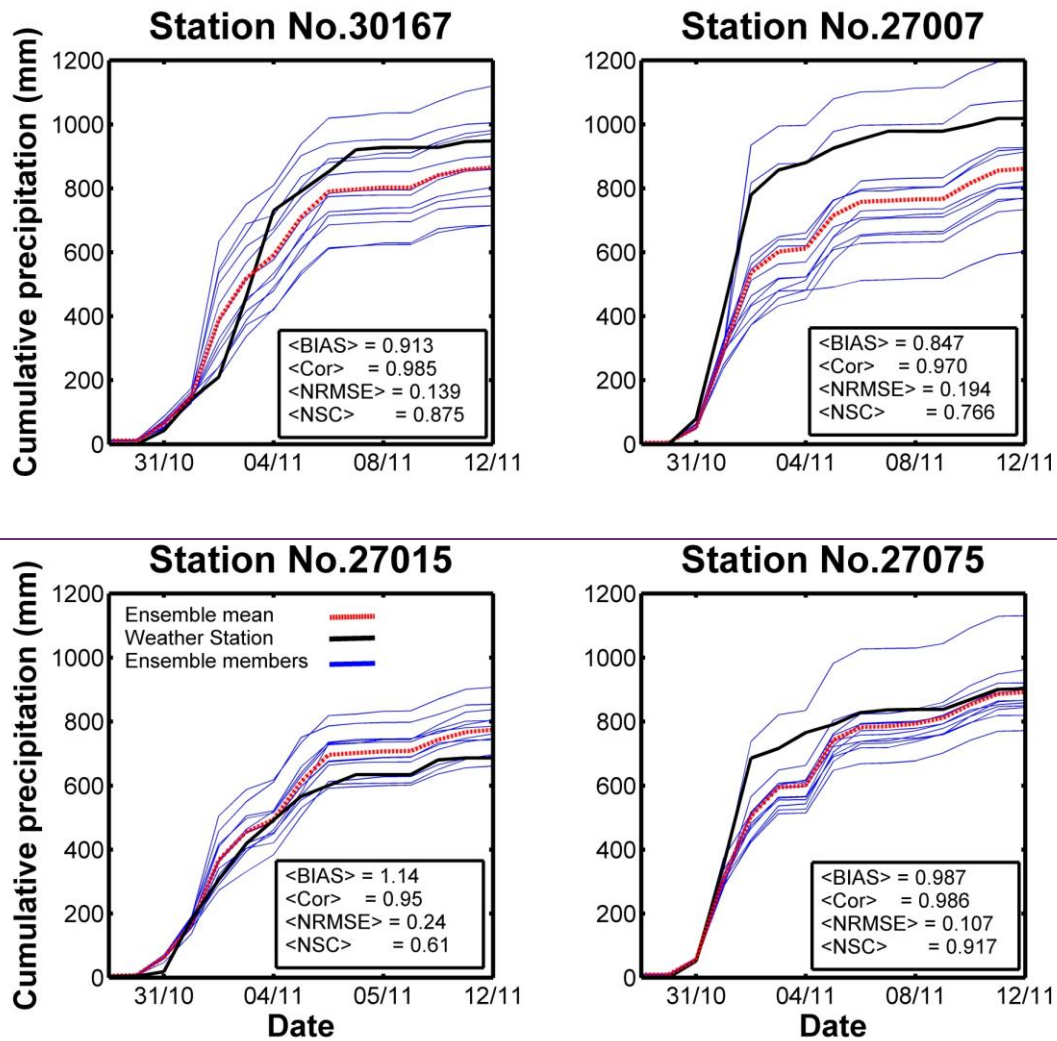 Station No.30167
Cumulative precipitation (mm)
1200
1000
800
600
400
200
0
<BIAS> = 0.913
<Cor> = 0.985
<NRMSE> = 0.139
<NSC> = 0.875
31/10 04/11 08/11 12/11
Station No.27007
1200
1000
800
600
400
200
0
<BIAS> = 0.847
<Cor> = 0.970
<NRMSE> = 0.194
<NSC> = 0.766
31/10 04/11 08/11 12/11
Station No.27015
Cumulative precipitation (mm)
1200
1000
800
600
400
200
0
Ensemble mean
Weather Station
Ensemble members
<BIAS> = 1.14
<Cor> = 0.95
<NRMSE> = 0.24
<NSC> = 0.61
31/10 04/11 05/11 12/11
Date
Station No.27075
1200
1000
800
600
400
200
0
<BIAS> = 0.987
<Cor> = 0.986
<NRMSE> = 0.107
<NSC> = 0.917
31/10 04/11 08/11 12/11
Date